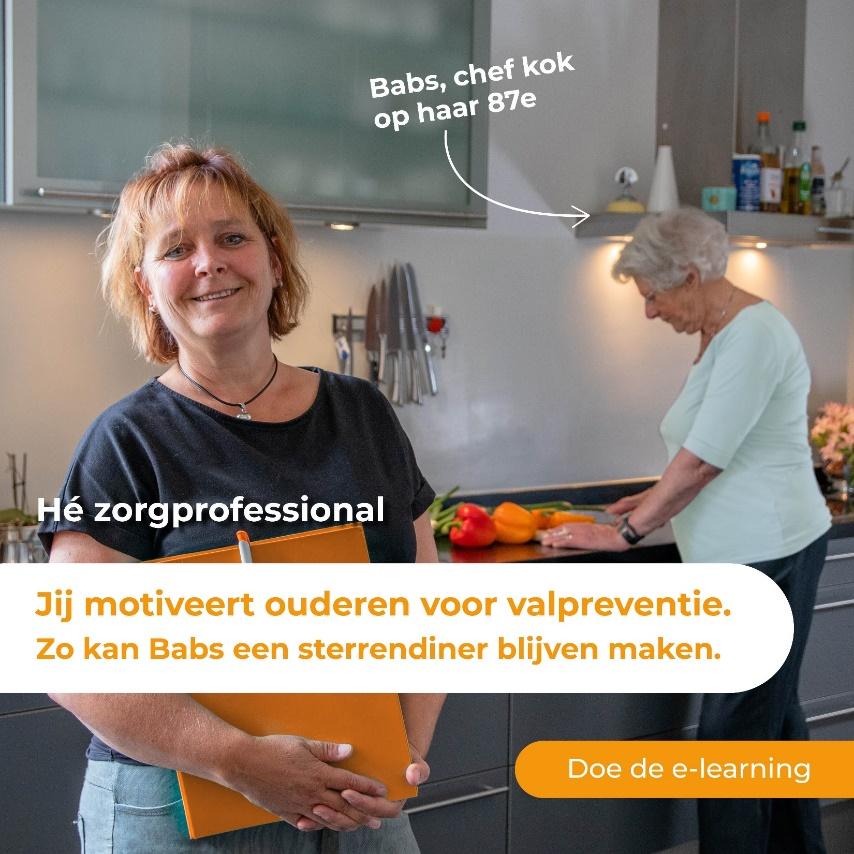 Babs, chef kok
op haar 87e
Hé zorgprofessional
Jij motiveert ouderen voor valpreventie.
Zo kan Babs een sterrendiner blijven maken.
Doe de e-learning